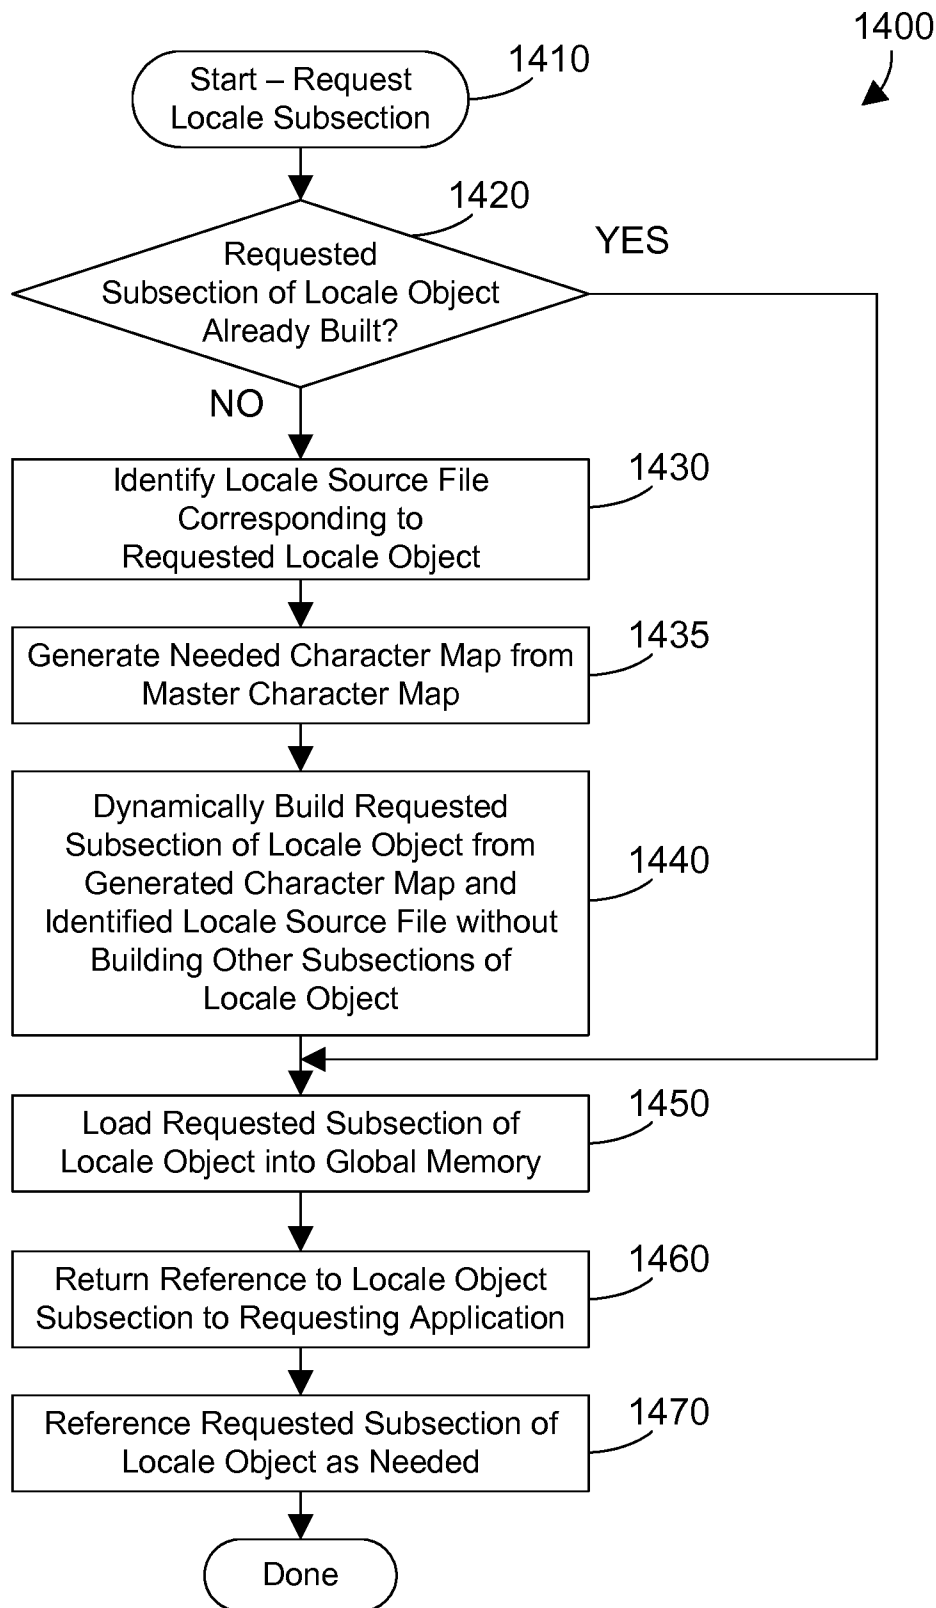 1400
1410
Start – Request
Locale Subsection
1420
YES
Requested
Subsection of Locale Object
Already Built?
NO
1430
Identify Locale Source File
Corresponding to
Requested Locale Object
1435
Generate Needed Character Map from
Master Character Map
1440
Dynamically Build Requested
Subsection of Locale Object from
Generated Character Map and
Identified Locale Source File without
Building Other Subsections of
Locale Object
1450
Load Requested Subsection of
Locale Object into Global Memory
1460
Return Reference to Locale Object
Subsection to Requesting Application
1470
Reference Requested Subsection of
Locale Object as Needed
Done